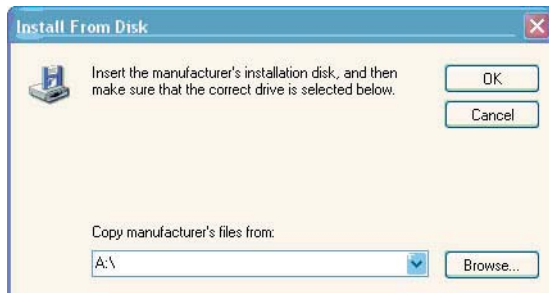 Install From Disk
Insert the manufacturer's installation disk, and then
make sure that the correct drive is selected below.
OK
Cancel
Copy manufacturer's files from:
A:\
Browse...